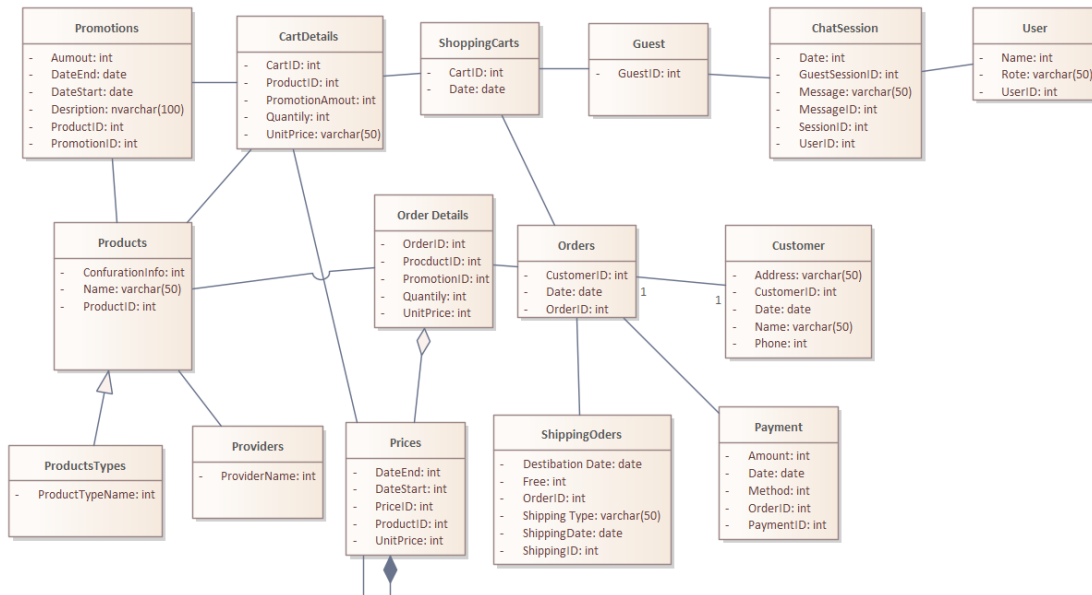 Promotions
- Aumout: int
- DateEnd: date
- DateStart: date
- Desription: nvarchar(100)
- ProductID: int
- PromotionID: int
CartDetails
- CartID: int
- ProductID: int
- PromotionAmout: int
- Quantily: int
- UnitPrice: varchar(50)
ShoppingCarts
- CartID: int
- Date: date
Guest
- GuestID: int
ChatSession
- Date: int
- GuestSessionID: int
- Message: varchar(50)
- MessageID: int
- SessionID: int
- UserID: int
User
- Name: int
- Rote: varchar(50)
- UserID: int
Products
- ConfurationInfo: int
- Name: varchar(50)
- ProductID: int
Order Details
- OrderID: int
- ProcductID: int
- PromotionID: int
- Quantily: int
- UnitPrice: int
Orders
- CustomerID: int
- Date: date
- OrderID: int
1
1
Customer
- Address: varchar(50)
- CustomerID: int
- Date: date
- Name: varchar(50)
- Phone: int
ProductsTypes
- ProductTypeName: int
Providers
- ProviderName: int
Prices
- DateEnd: int
- DateStart: int
- PriceID: int
- ProductID: int
- UnitPrice: int
ShippingOders
- Destibation Date: date
- Free: int
- OrderID: int
- Shipping Type: varchar(50)
- ShippingDate: date
- ShippingID: int
Payment
- Amount: int
- Date: date
- Method: int
- OrderID: int
- PaymentID: int